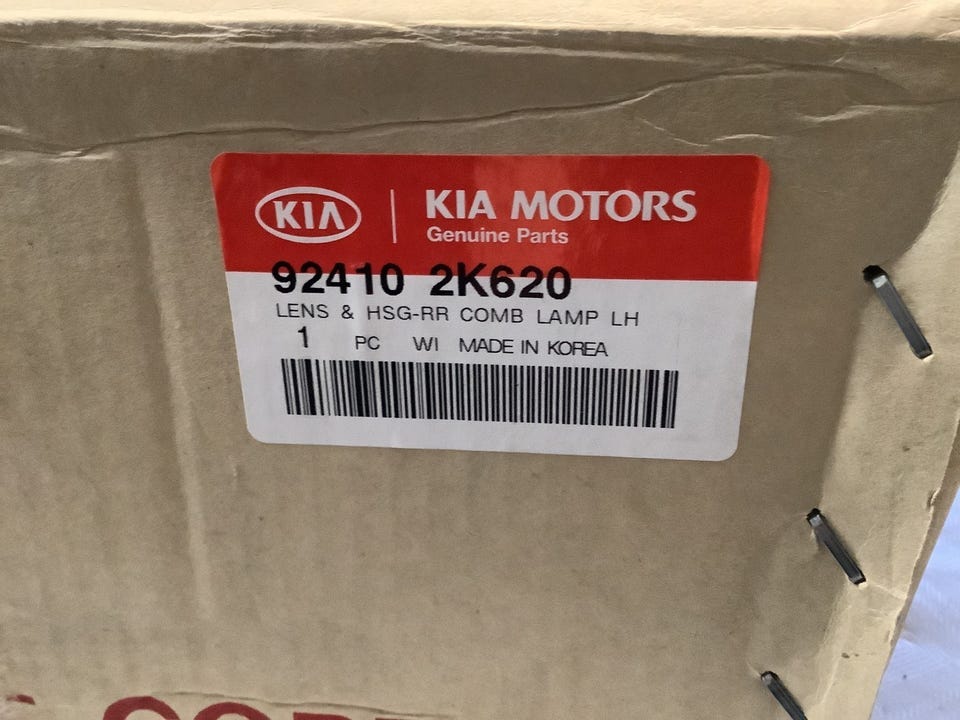 KIA
KIA MOTORS
Genuine Parts
92410 2K620
LENS & HSG-RR COMB LAMP LH
1 PC WI MADE IN KOREA